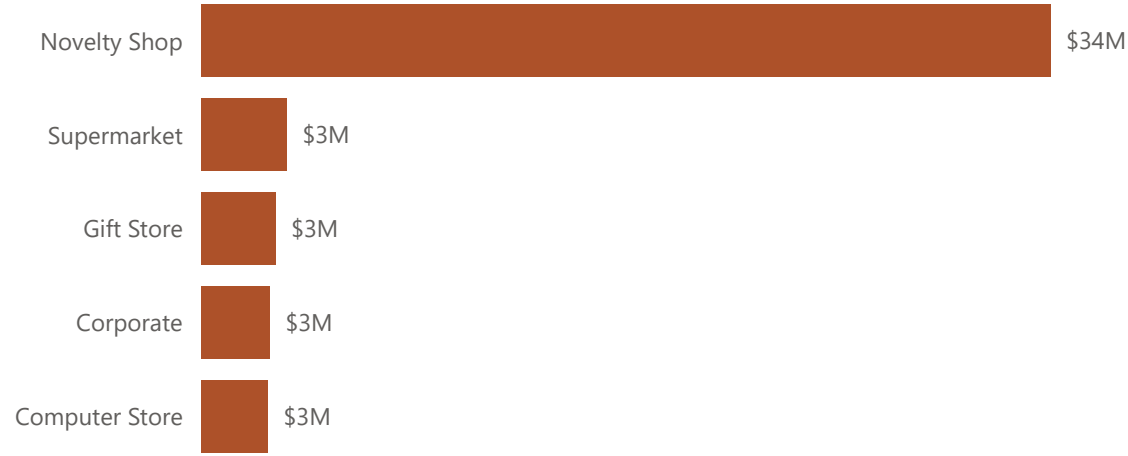 Novelty Shop $34M
Supermarket $3M
Gift Store $3M
Corporate $3M
Computer Store $3M